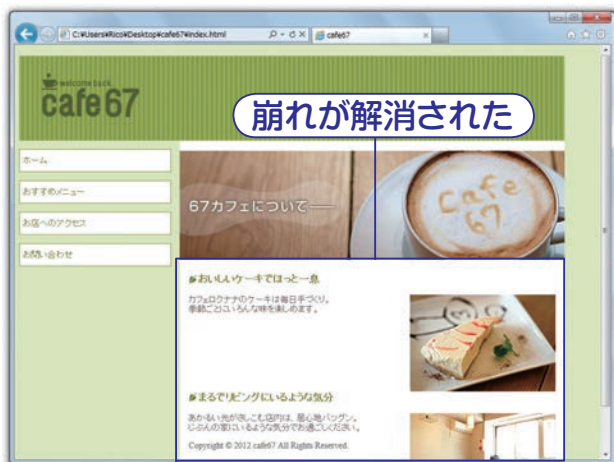 C:¥Users¥Rico¥Desktop¥cafe67¥index.html
cafe67
welcome back
cafe67
崩れが解消された
ホーム
おすすめメニュー
お店へのアクセス
お問い合わせ
67カフェについて
Cafe
67
おいしいケーキでほっと一息
カフェロクナナのケーキは毎日手づくり。
季節ごとにいろんな味を楽しめます。
まるでリビングにいるような気分
あかるい光がさしこむ店内は、居心地バツグン。
じぶんの家にいるような気分でお過ごしください。
Copyright © 2012 cafe67 All Rights Reserved.